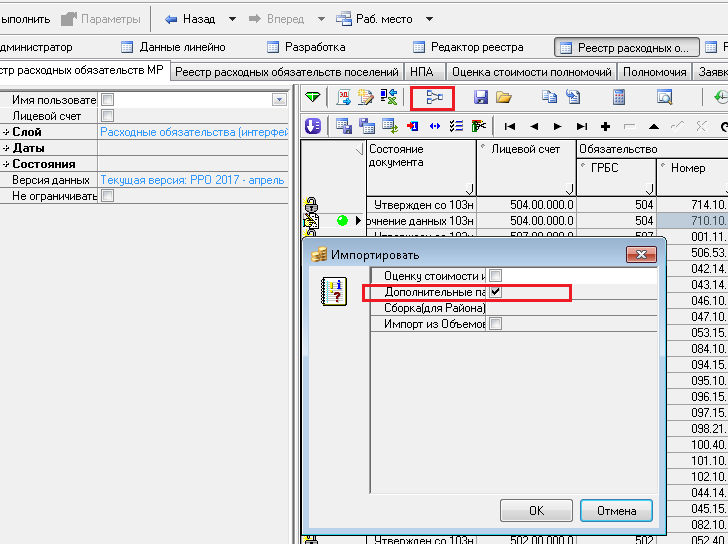 ыполнить Параметры Назад Вперед Раб. место
дминистратор Данные линейно Разработка Редактор реестра Реестр расходных о... Р
стр расходных обязательств МР Реестр расходных обязательств поселений НПА Оценка стоимости полномочий Полномочия Заявк
Имя пользовате
Лицевой счет
Слой Расходные обязательства (интерфей
Даты
Состояния
Версия данных Текущая версия: РРО 2017 - апрель
Не ограничивать
Состояние документа Лицевой счет Обязательство
ГРБС Номер
Утвержден со 103н 504.00.000.0 504 714.10.
очнение данных 103н 504.00.000.0 504 710.10.
Утвержден со 103н 507.00.000.0 507 001.11.
506.53.
042.14.
043.14.
046.10.
047.10.
053.15.
084.10.
094.10.
095.10.
096.15.
097.15.
098.21.
100.40.
101.10.
102.10.
044.14.
045.15.
082.10.
Утвержден со 103н 502.00.000.0 502 052.40.
Импортировать
Оценку стоимости и
Дополнительные па
Сборка(для Района)
Импорт из Объемов
OK Отмена